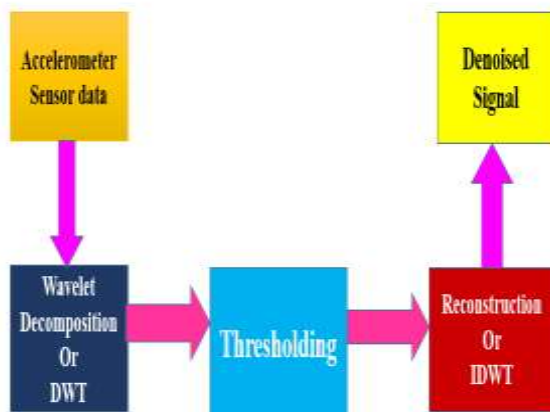 Accelerometer
Sensor data
Wavelet
Decomposition
Or
DWT
Thresholding
Reconstruction
Or
IDWT
Denoised
Signal